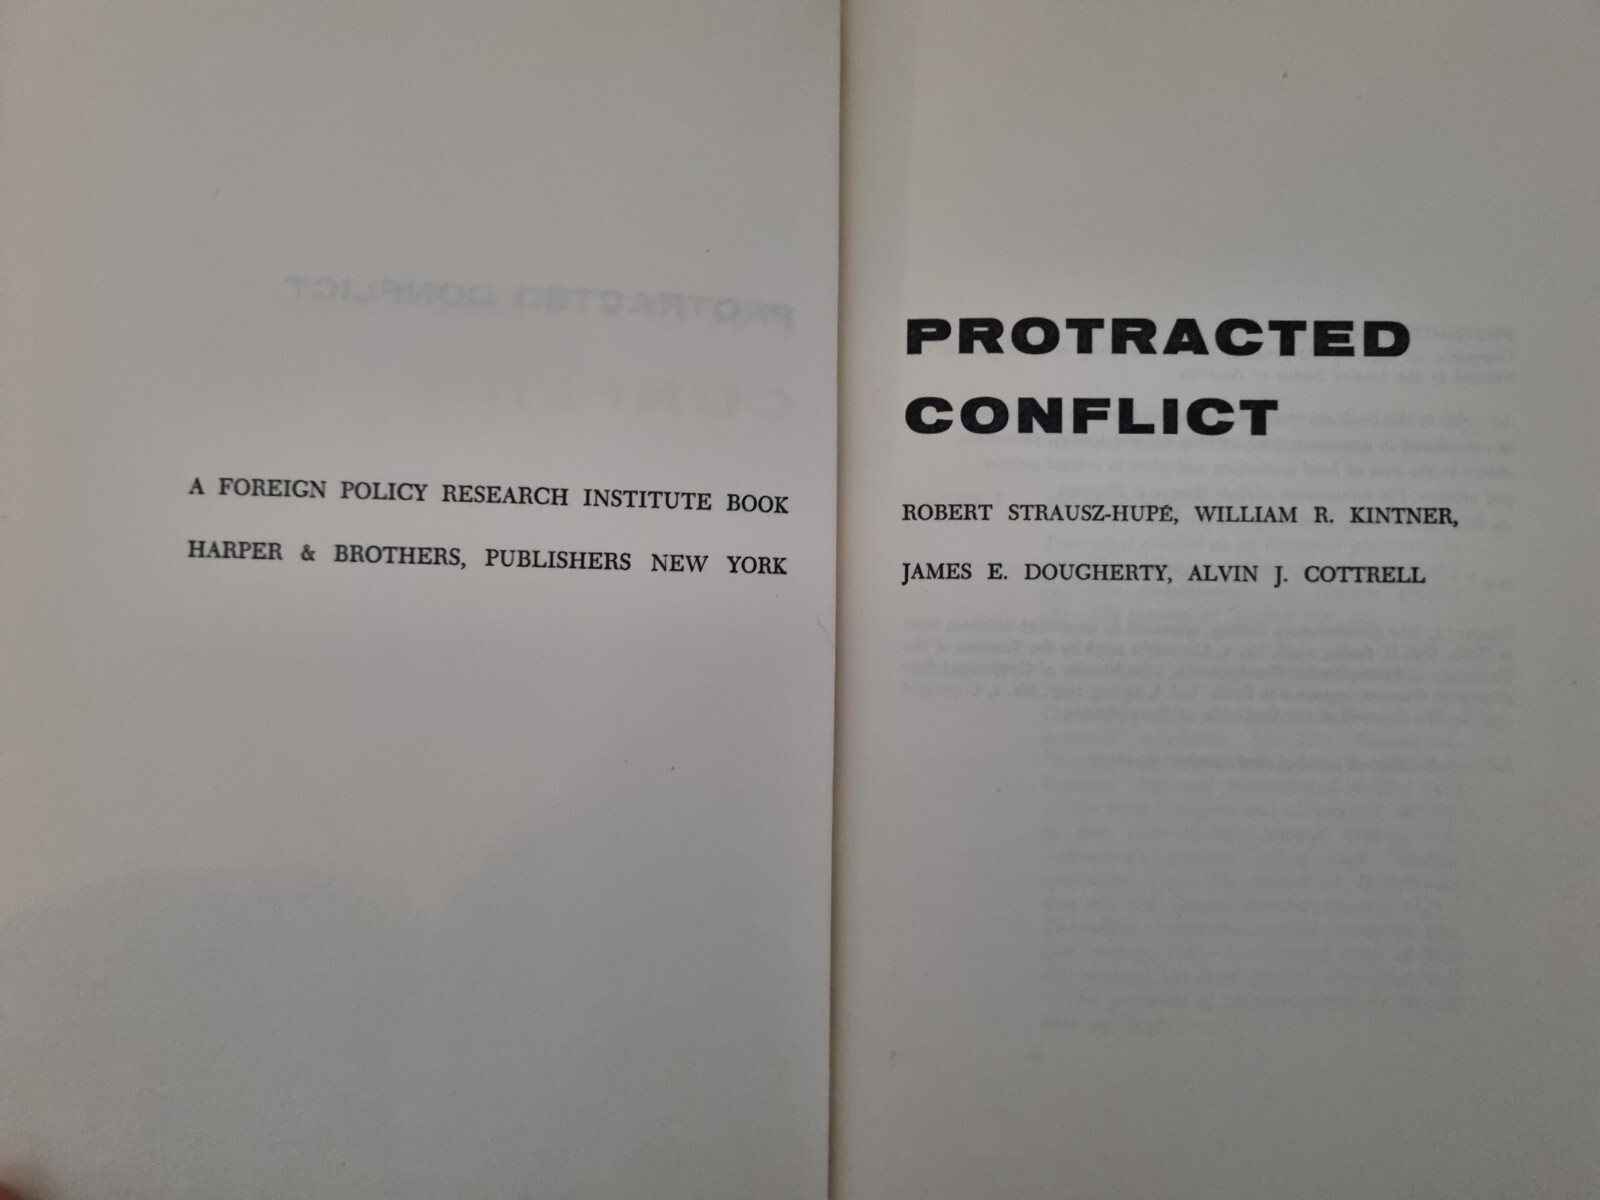 A FOREIGN POLICY RESEARCH INSTITUTE BOOK
HARPER & BROTHERS, PUBLISHERS NEW YORK
PROTRACTED
CONFLICT
ROBERT STRAUSZ-HUPÉ, WILLIAM R. KINTNER,
JAMES E. DOUGHERTY, ALVIN J. COTTRELL